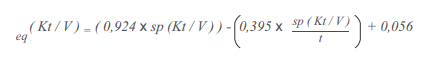 eq (Kt / V) = (0,924 x sp (Kt / V)) - (0,395 x sp (Kt / V) / t) + 0,056